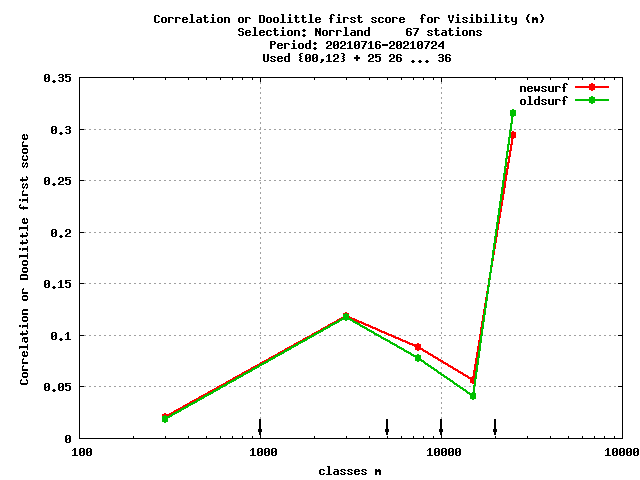 Correlation or Doolittle first score  for Visibility (m)
Selection: Norrland     67 stations
Period: 20210716-20210724
Used {00,12} + 25 26 ... 36
newsurf
oldsurf
Correlation or Doolittle first score
0.35
0.3
0.25
0.2
0.15
0.1
0.05
0
100
1000
10000
10000
classes m